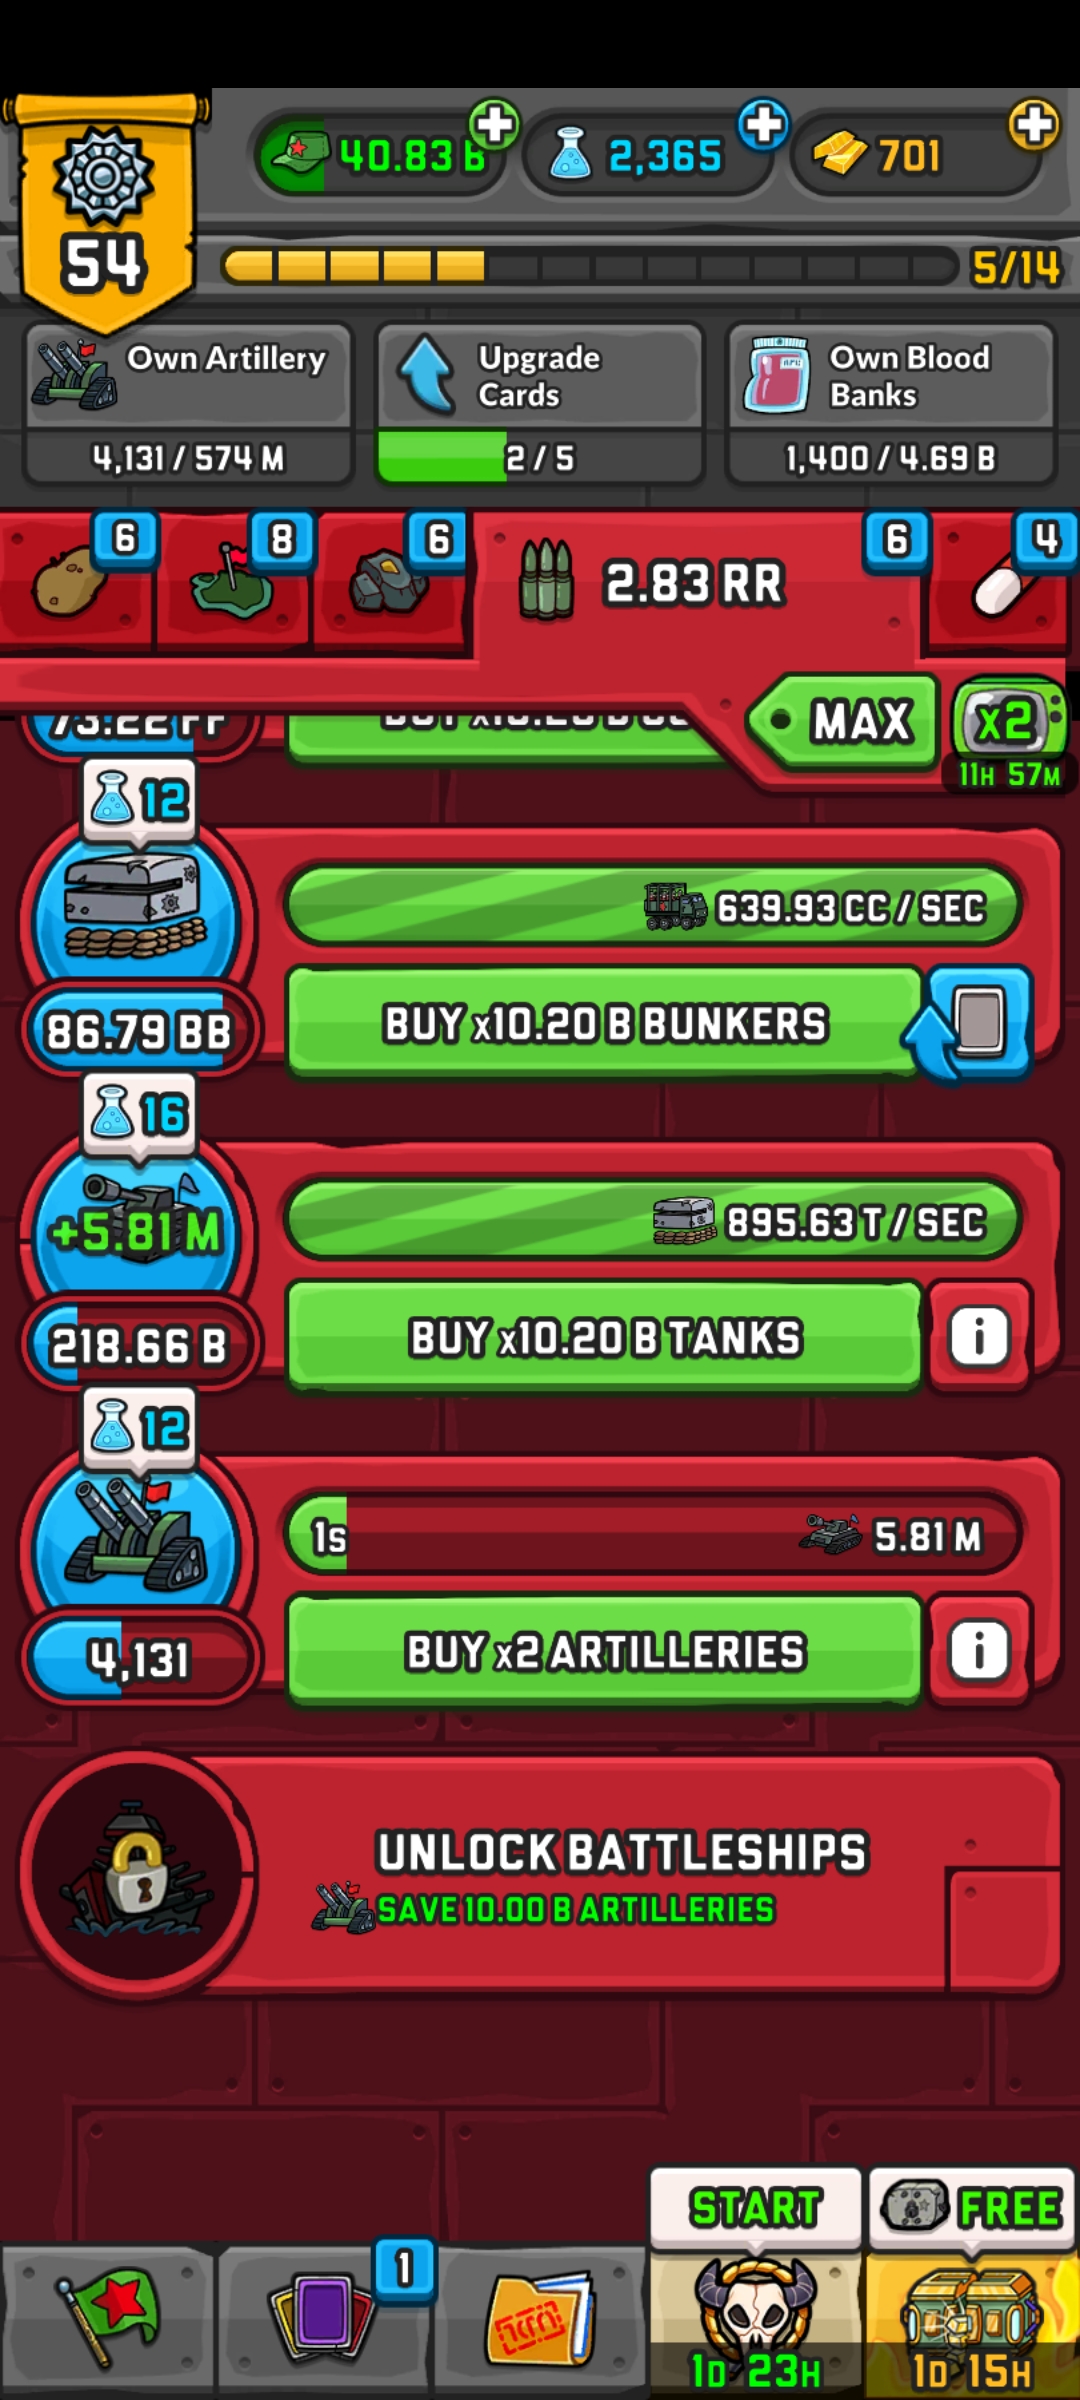 40.83 B
2,365
701
54
5/14
Own Artillery
4,131 / 574 M
Upgrade
Cards
2 / 5
Own Blood
Banks
1,400 / 4.69 B
6
8
6
2.83 RR
6
4
MAX
x2
11H 57M
73.22 FF
12
639.93 CC / SEC
86.79 BB
BUY x10.20 B BUNKERS
16
+5.81 M
895.63 T / SEC
218.66 B
BUY x10.20 B TANKS
i
12
1s
5.81 M
4,131
BUY x2 ARTILLERIES
i
UNLOCK BATTLESHIPS
SAVE 10.00 B ARTILLERIES
START
FREE
1
1D 23H
1D 15H